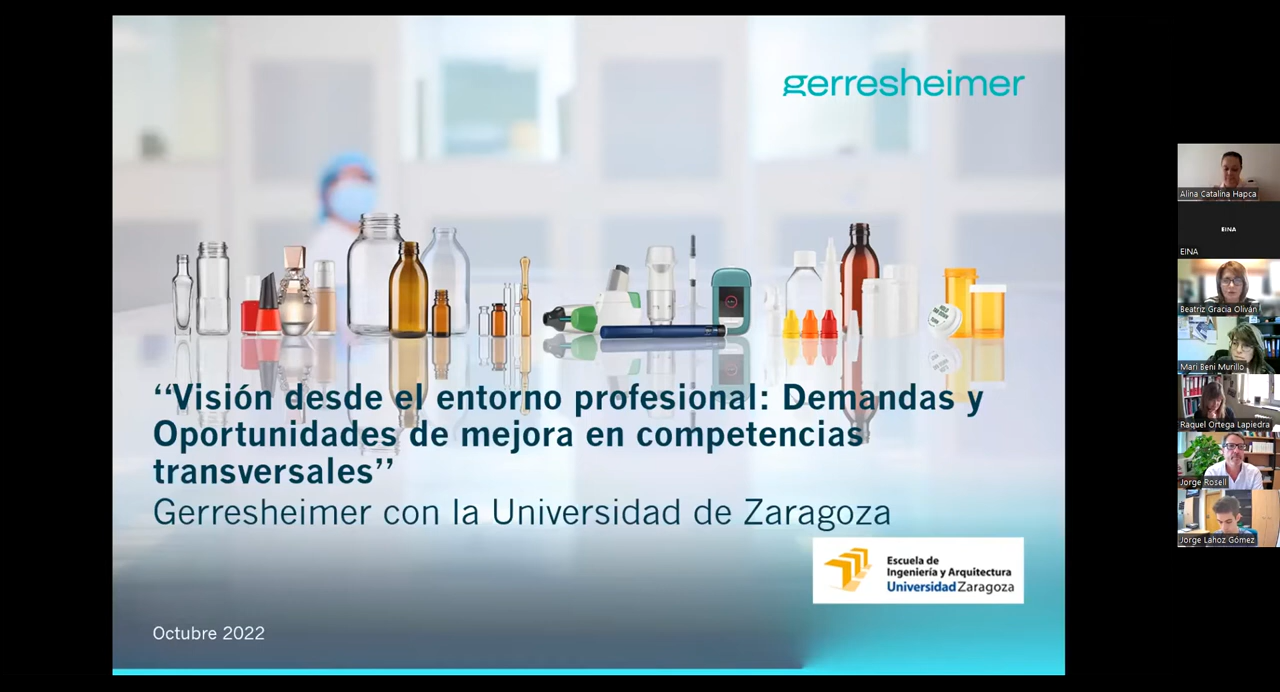 gerresheimer
“Visión desde el entorno profesional: Demandas y
Oportunidades de mejora en competencias
transversales”
Gerresheimer con la Universidad de Zaragoza
Escuela de
Ingeniería y Arquitectura
Universidad Zaragoza
Octubre 2022
Alina Catalina Hapca
EINA
EINA
Beatriz Gracia Oliván
Mari Beni Murillo
Raquel Ortega Lapiedra
Jorge Rosell
Jorge Lahoz Gómez